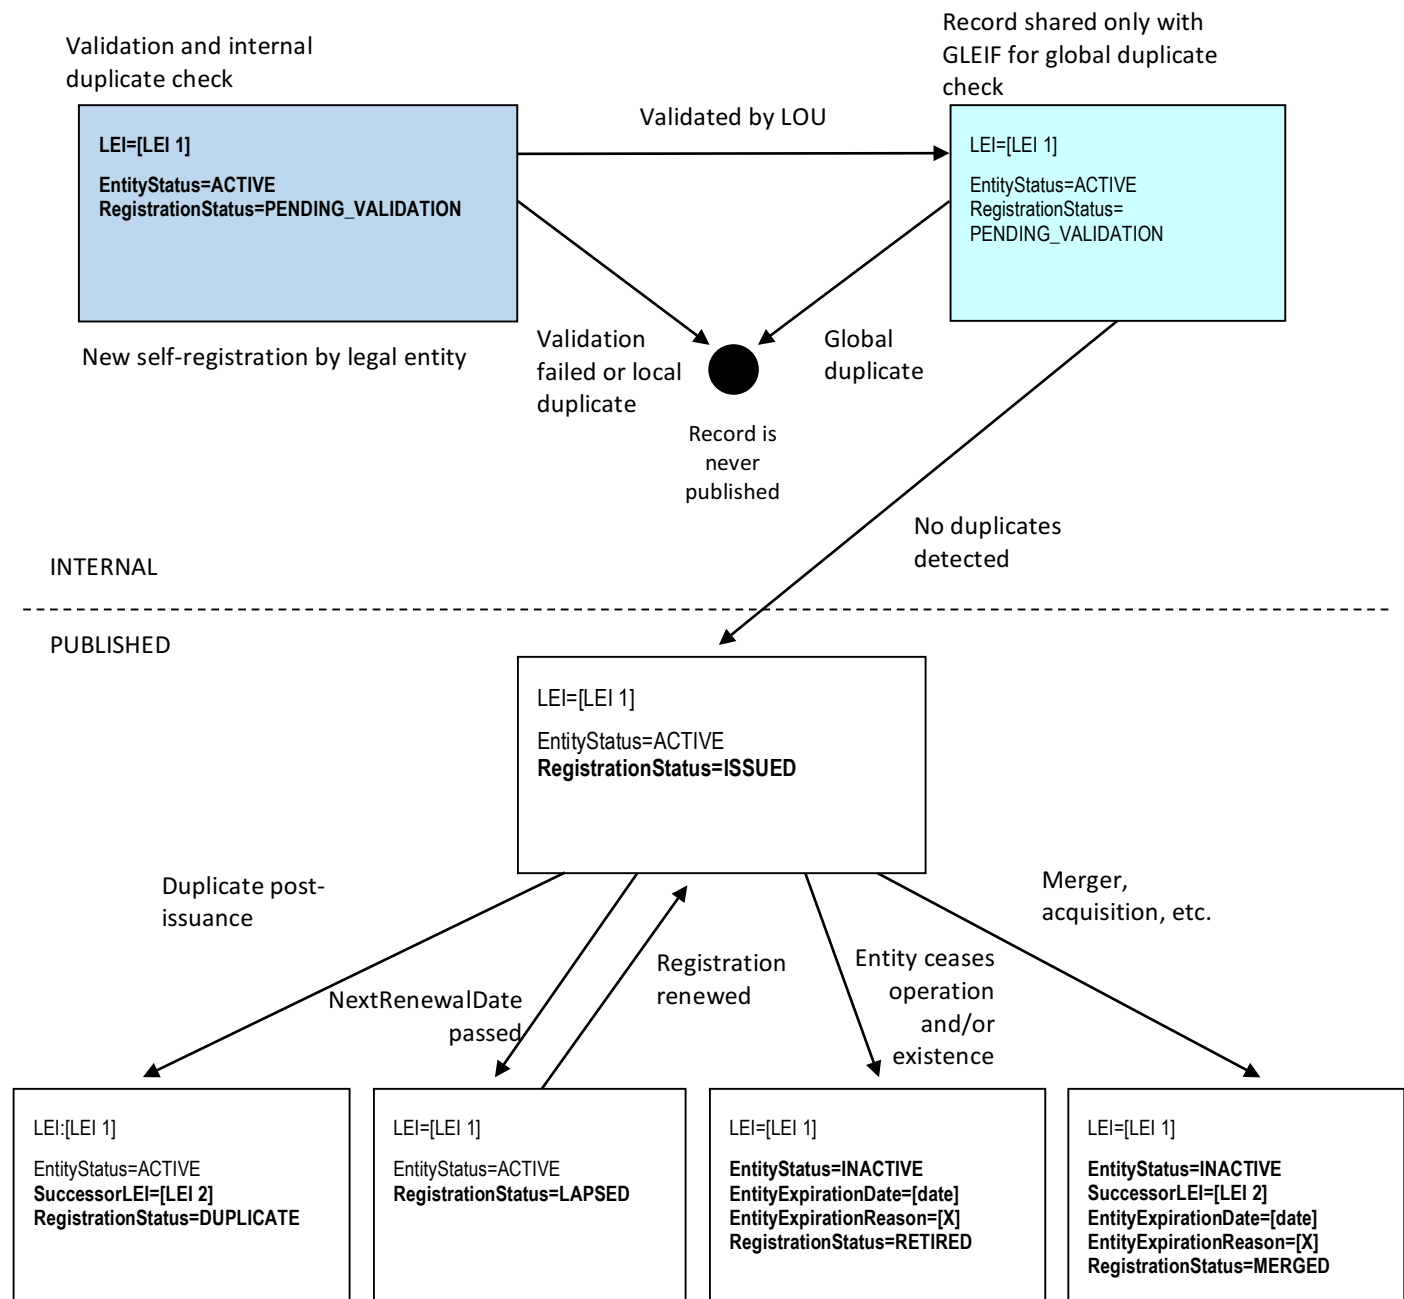 Validation and internal
duplicate check
Record shared only with
GLEIF for global duplicate
check
Validated by LOU
LEI=[LEI 1]
EntityStatus=ACTIVE
RegistrationStatus=PENDING_VALIDATION
LEI=[LEI 1]
EntityStatus=ACTIVE
RegistrationStatus=
PENDING_VALIDATION
New self-registration by legal entity
Validation
failed or local
duplicate
Global
duplicate
Record is
never
published
No duplicates
detected
INTERNAL
PUBLISHED
LEI=[LEI 1]
EntityStatus=ACTIVE
RegistrationStatus=ISSUED
Duplicate post-
issuance
NextRenewalDate
passed
Registration
renewed
Entity ceases
operation
and/or
existence
Merger,
acquisition, etc.
LEI:[LEI 1]
EntityStatus=ACTIVE
SuccessorLEI=[LEI 2]
RegistrationStatus=DUPLICATE
LEI=[LEI 1]
EntityStatus=ACTIVE
RegistrationStatus=LAPSED
LEI=[LEI 1]
EntityStatus=INACTIVE
EntityExpirationDate=[date]
EntityExpirationReason=[X]
RegistrationStatus=RETIRED
LEI=[LEI 1]
EntityStatus=INACTIVE
SuccessorLEI=[LEI 2]
EntityExpirationDate=[date]
EntityExpirationReason=[X]
RegistrationStatus=MERGED